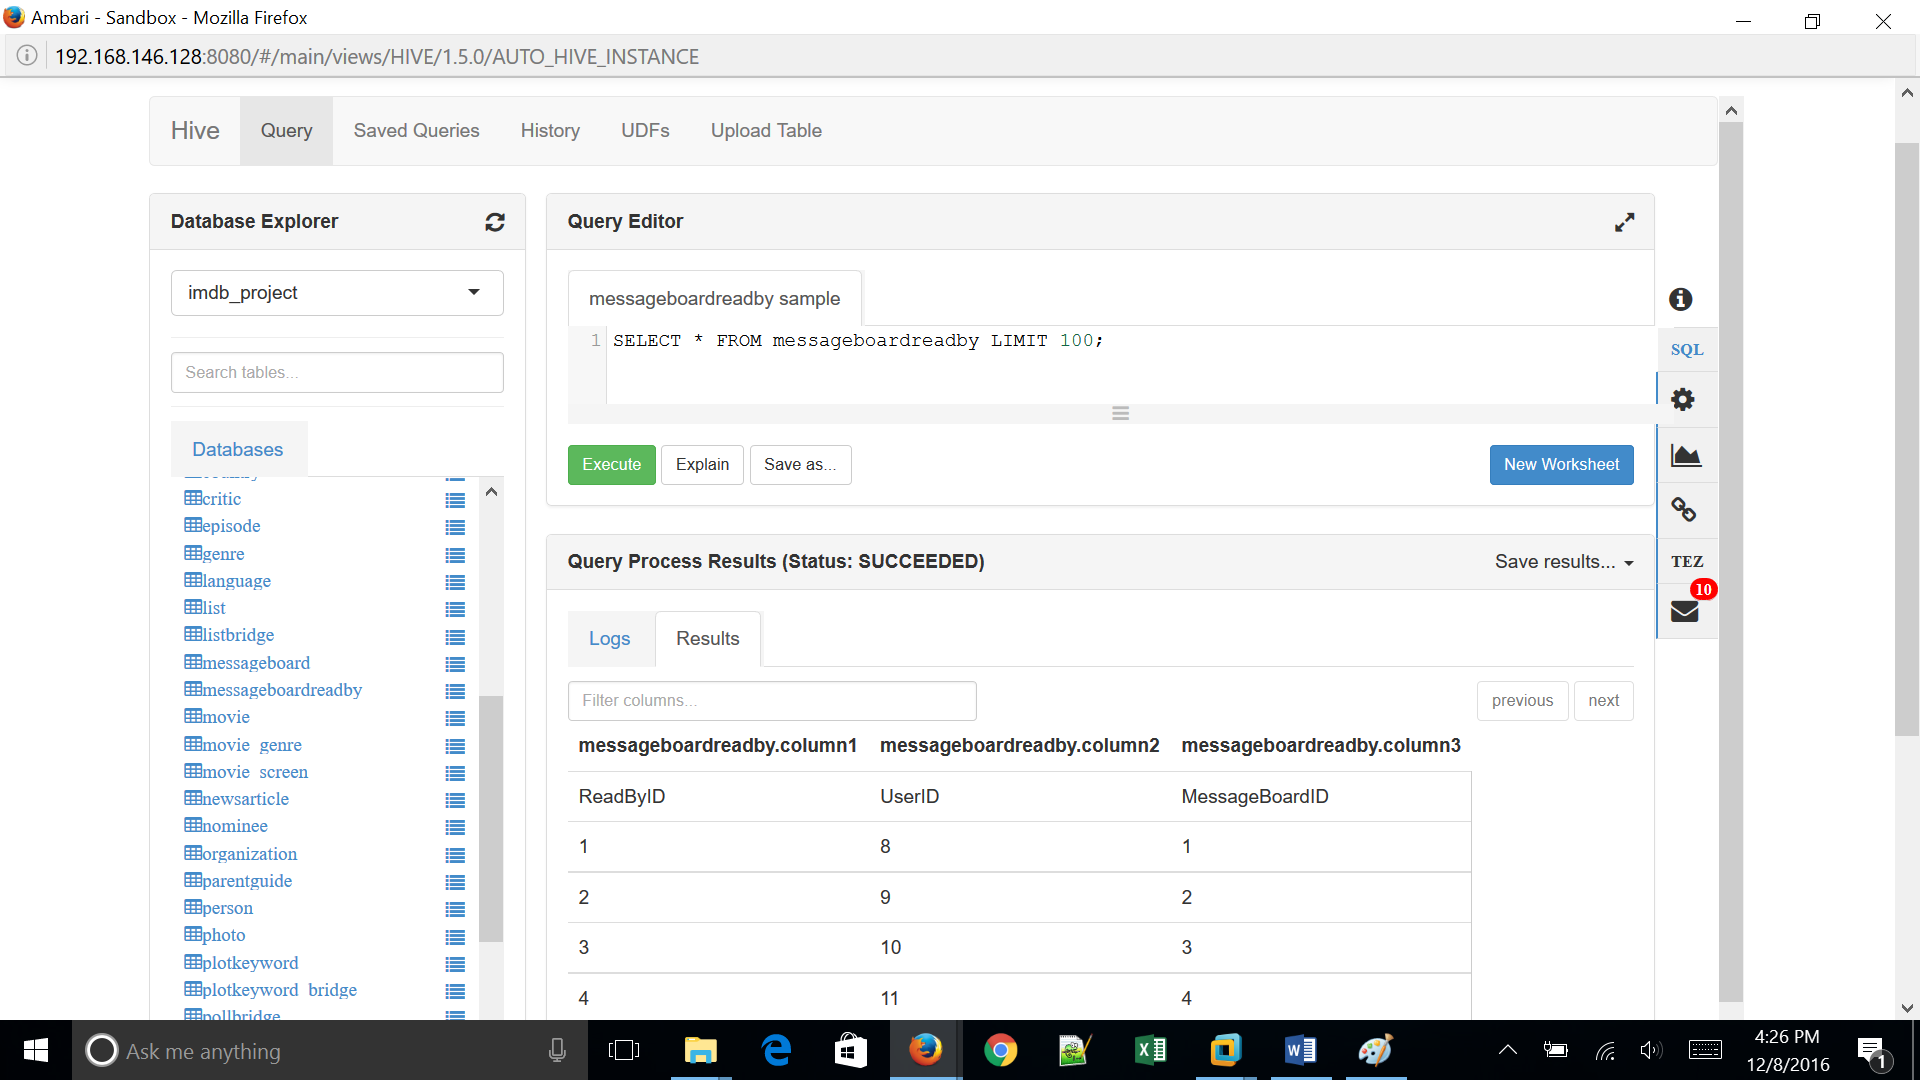 Ambari - Sandbox - Mozilla Firefox
192.168.146.128:8080/#/main/views/HIVE/1.5.0/AUTO_HIVE_INSTANCE
Hive Query Saved Queries History UDFs Upload Table
Database Explorer
imdb_project
Search tables...
Databases
critic
episode
genre
language
list
listbridge
messageboard
messageboardreadby
movie
movie_genre
movie_screen
newsarticle
nominee
organization
parentguide
person
photo
plotkeyword
plotkeyword_bridge
pollbridge
Query Editor
messageboardreadby sample
1 SELECT * FROM messageboardreadby LIMIT 100;
Execute Explain Save as... New Worksheet
SQL
TEZ
10
Query Process Results (Status: SUCCEEDED) Save results...
Logs Results
Filter columns... previous next
messageboardreadby.column1 messageboardreadby.column2 messageboardreadby.column3
ReadByID UserID MessageBoardID
1 8 1
2 9 2
3 10 3
4 11 4
Ask me anything
4:26 PM
12/8/2016
1